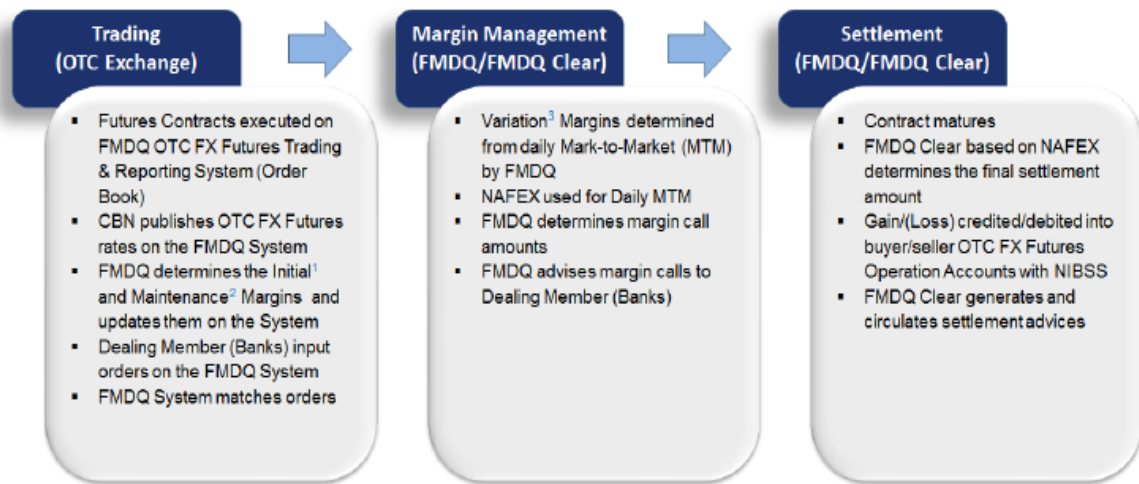 Trading
(OTC Exchange)
▪ Futures Contracts executed on
FMDQ OTC FX Futures Trading
& Reporting System (Order
Book)
▪ CBN publishes OTC FX Futures
rates on the FMDQ System
▪ FMDQ determines the Initial¹
and Maintenance² Margins and
updates them on the System
▪ Dealing Member (Banks) input
orders on the FMDQ System
▪ FMDQ System matches orders
Margin Management
(FMDQ/FMDQ Clear)
▪ Variation³ Margins determined
from daily Mark-to-Market (MTM)
by FMDQ
▪ NAFEX used for Daily MTM
▪ FMDQ determines margin call
amounts
▪ FMDQ advises margin calls to
Dealing Member (Banks)
Settlement
(FMDQ/FMDQ Clear)
▪ Contract matures
▪ FMDQ Clear based on NAFEX
determines the final settlement
amount
▪ Gain/(Loss) credited/debited into
buyer/seller OTC FX Futures
Operation Accounts with NIBSS
▪ FMDQ Clear generates and
circulates settlement advices